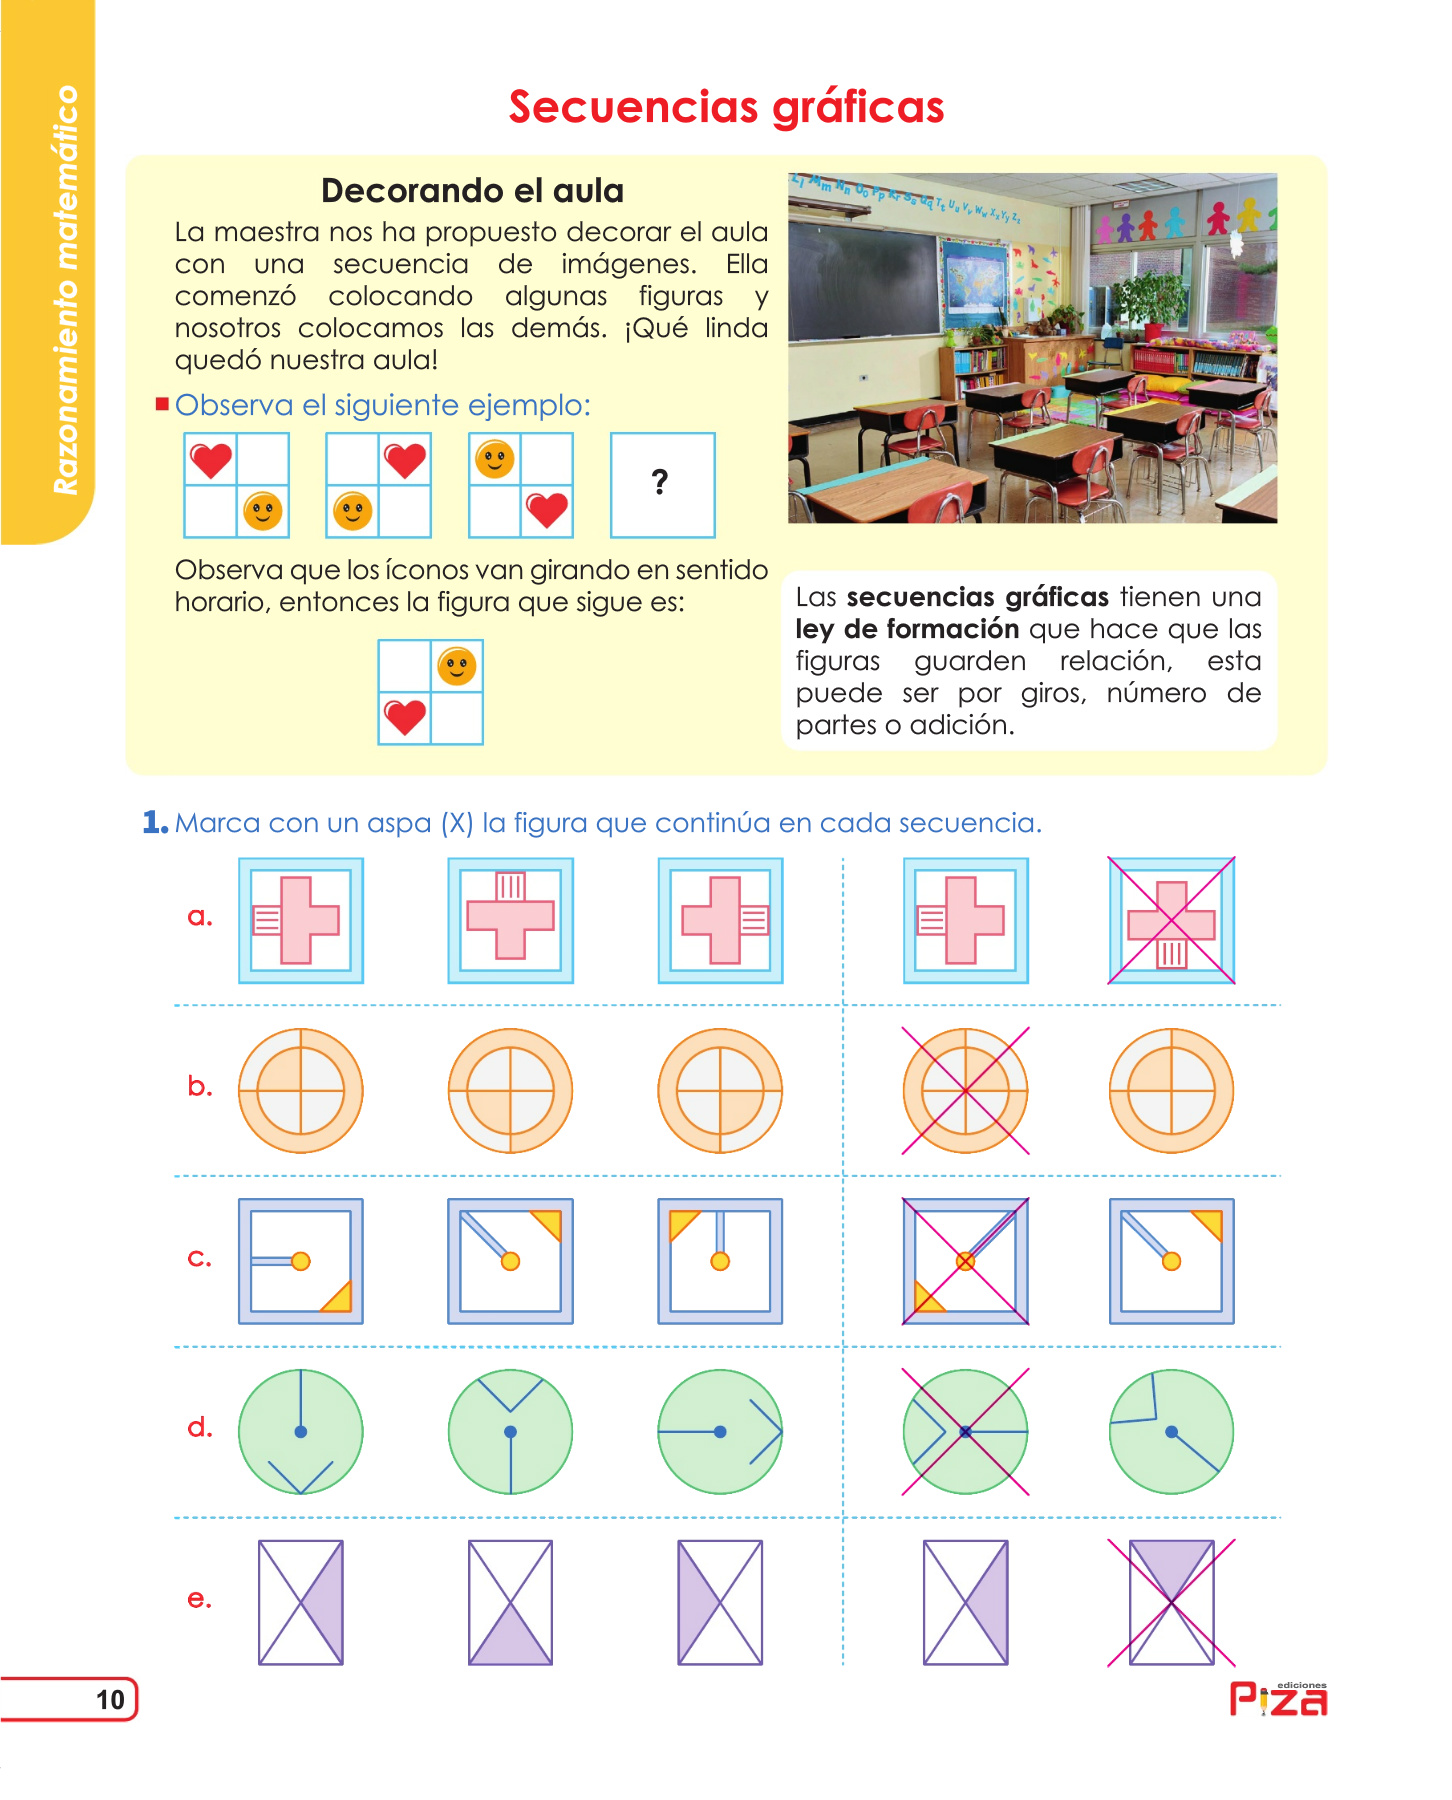 Razonamiento matemático
Secuencias gráficas
Decorando el aula
La maestra nos ha propuesto decorar el aula
con una secuencia de imágenes. Ella
comenzó colocando algunas figuras y
nosotros colocamos las demás. ¡Qué linda
quedó nuestra aula!
Observa el siguiente ejemplo:
?
Observa que los íconos van girando en sentido
horario, entonces la figura que sigue es:
Las secuencias gráficas tienen una
ley de formación que hace que las
figuras guarden relación, esta
puede ser por giros, número de
partes o adición.
1. Marca con un aspa (X) la figura que continúa en cada secuencia.
a.
b.
c.
d.
e.
10
ediciones
Piza